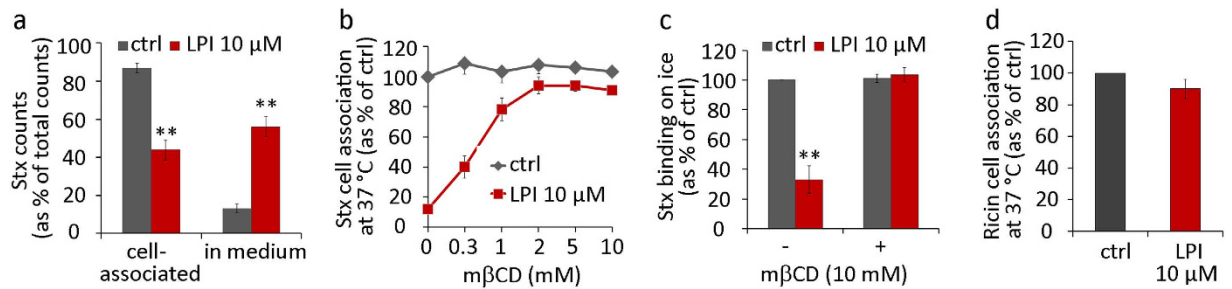 a
ctrl
LPI 10 µM
Stx counts
(as % of total counts)
100
80
60
40
20
0
**
**
cell-
associated
in medium
b
Stx cell association
at 37 °C (as % of ctrl)
120
100
80
60
40
20
0
ctrl
LPI 10 µM
0
0.3
1
2
5
10
mβCD (mM)
c
ctrl
LPI 10 µM
Stx binding on ice
(as % of ctrl)
120
100
80
60
40
20
0
**
-
+
mβCD (10 mM)
d
Ricin cell association
at 37 °C (as % of ctrl)
120
100
80
60
40
20
0
ctrl
LPI
10 µM